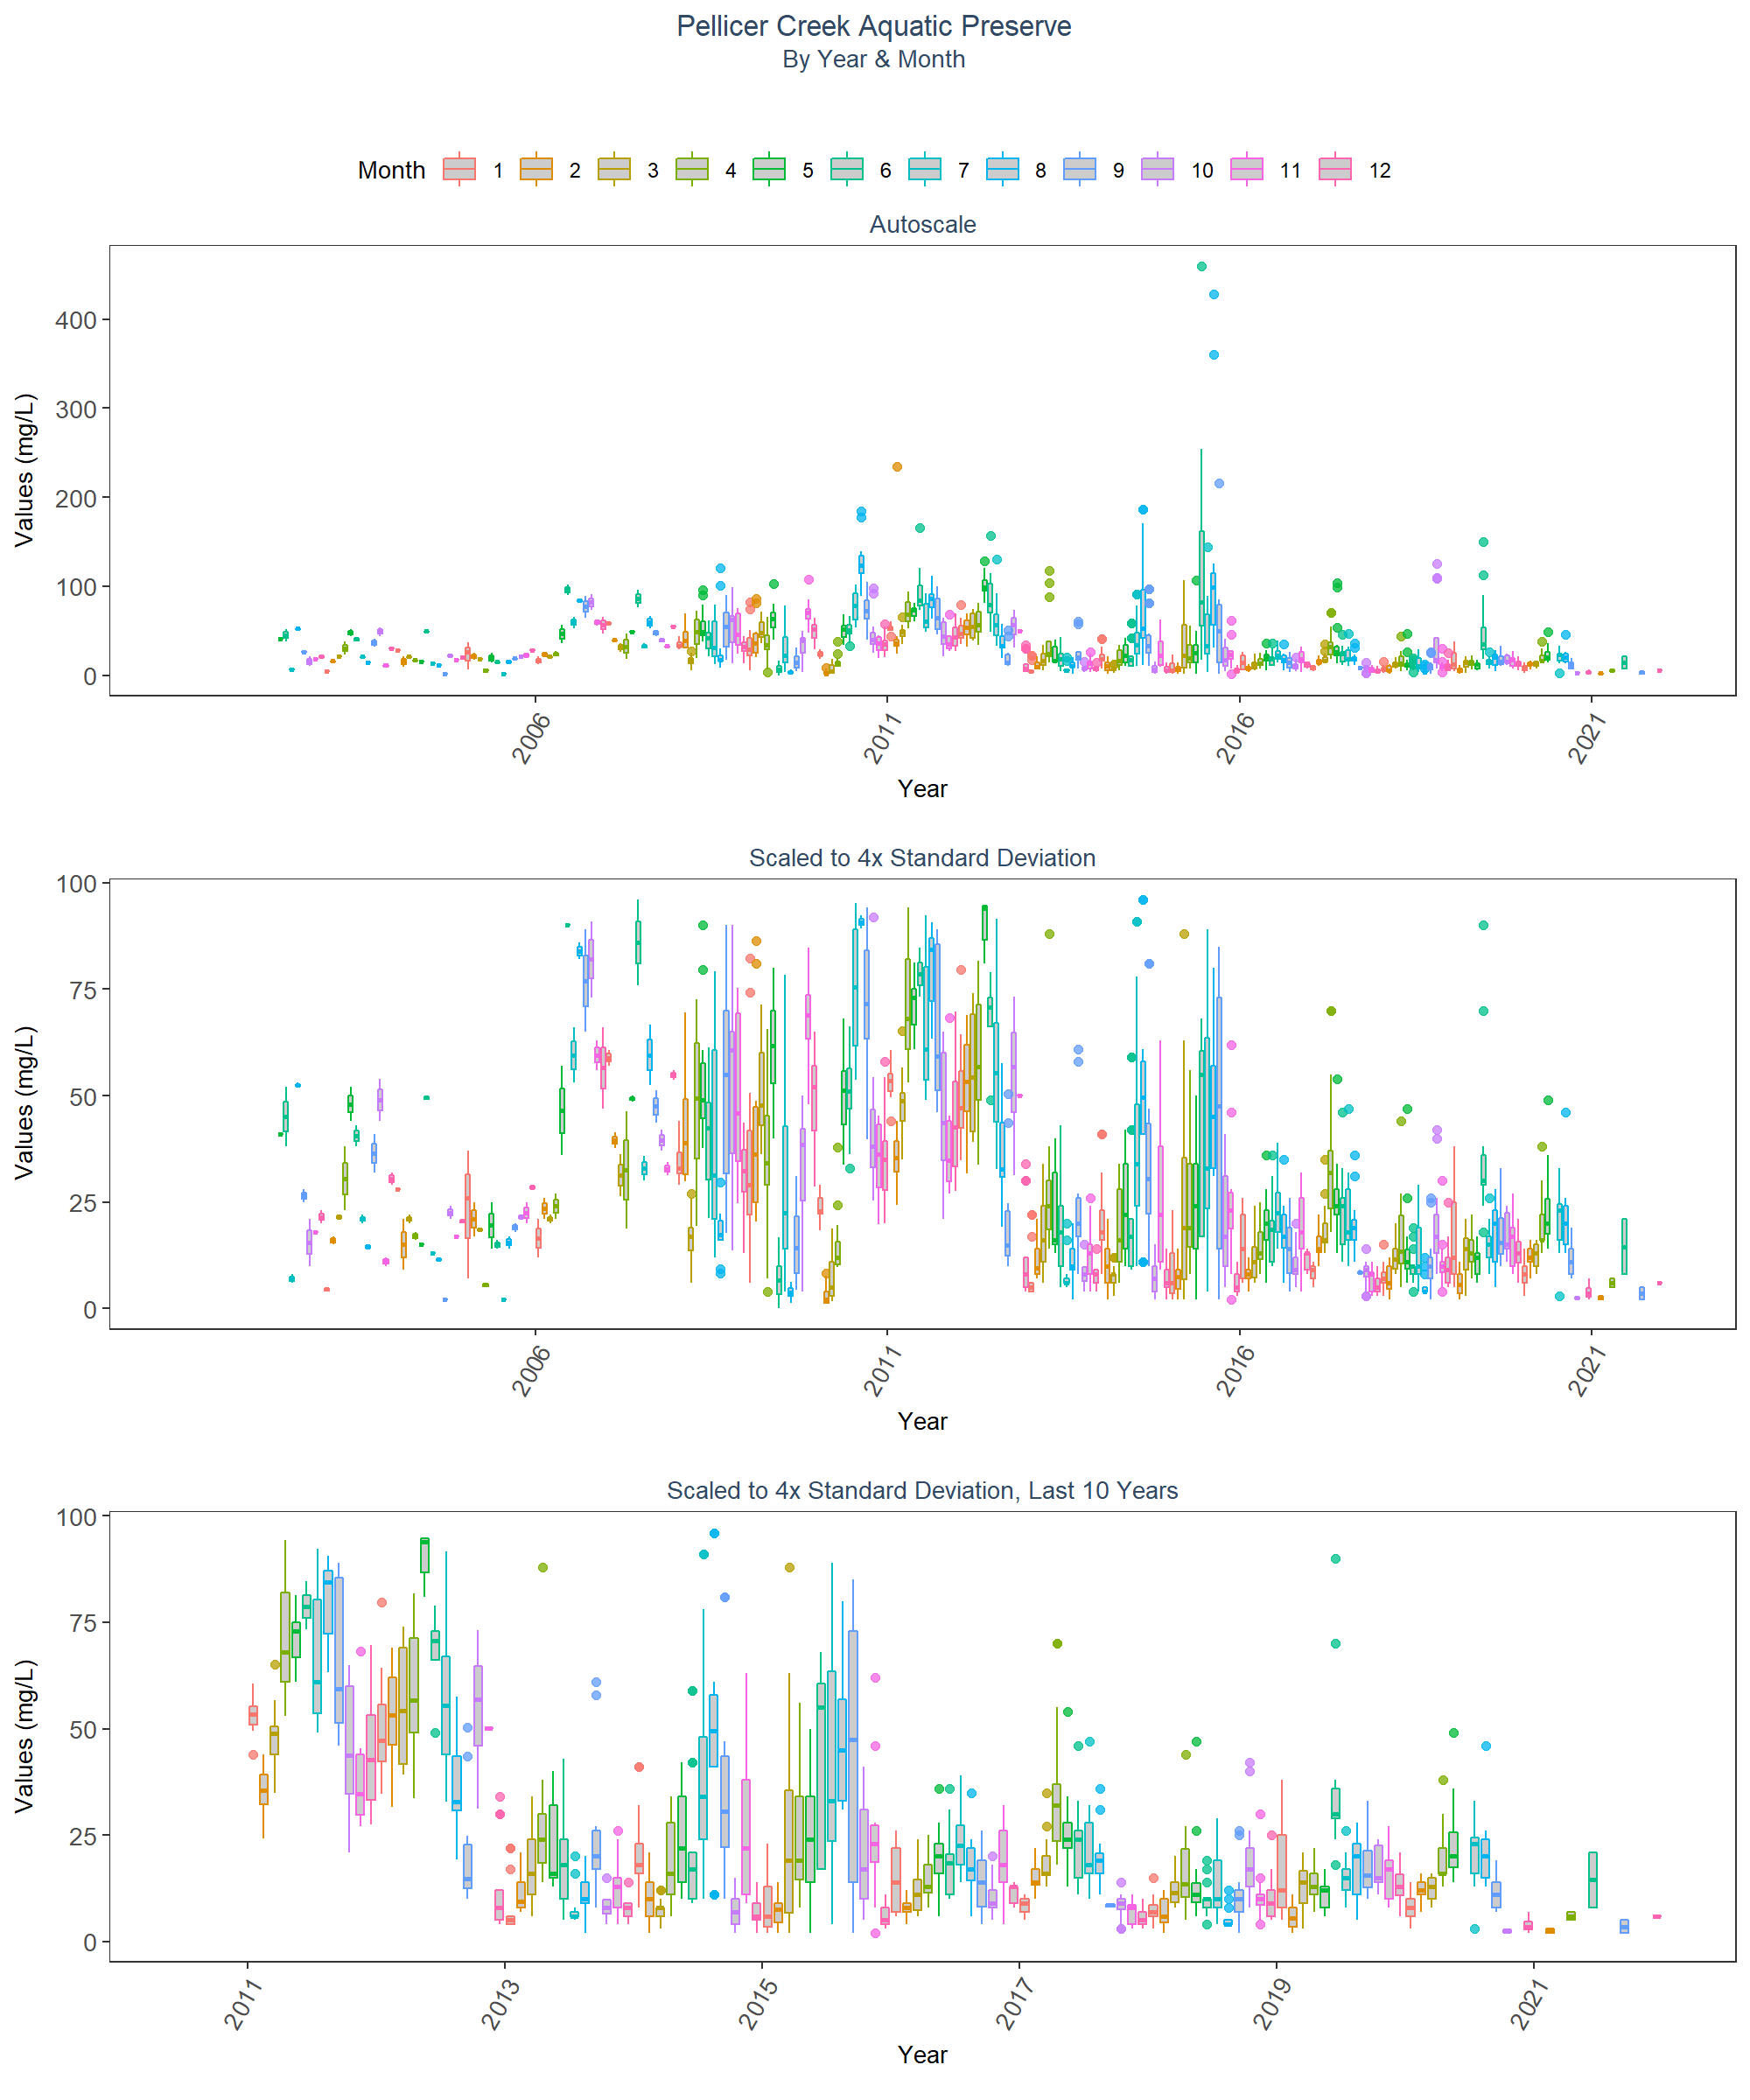 Pellicer Creek Aquatic Preserve
By Year & Month
Month 1 2 3 4 5 6 7 8 9 10 11 12
Autoscale
Values (mg/L)
400
300
200
100
0
2006 2011 2016 2021
Year
Scaled to 4x Standard Deviation
Values (mg/L)
100
75
50
25
0
2006 2011 2016 2021
Year
Scaled to 4x Standard Deviation, Last 10 Years
Values (mg/L)
100
75
50
25
0
2011 2013 2015 2017 2019 2021
Year